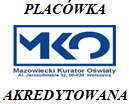 PLACÓWKA
MKO
Mazowiecki Kurator Oświaty
Al. Jerozolimskie 32, 00-024 Warszawa
AKREDYTOWANA